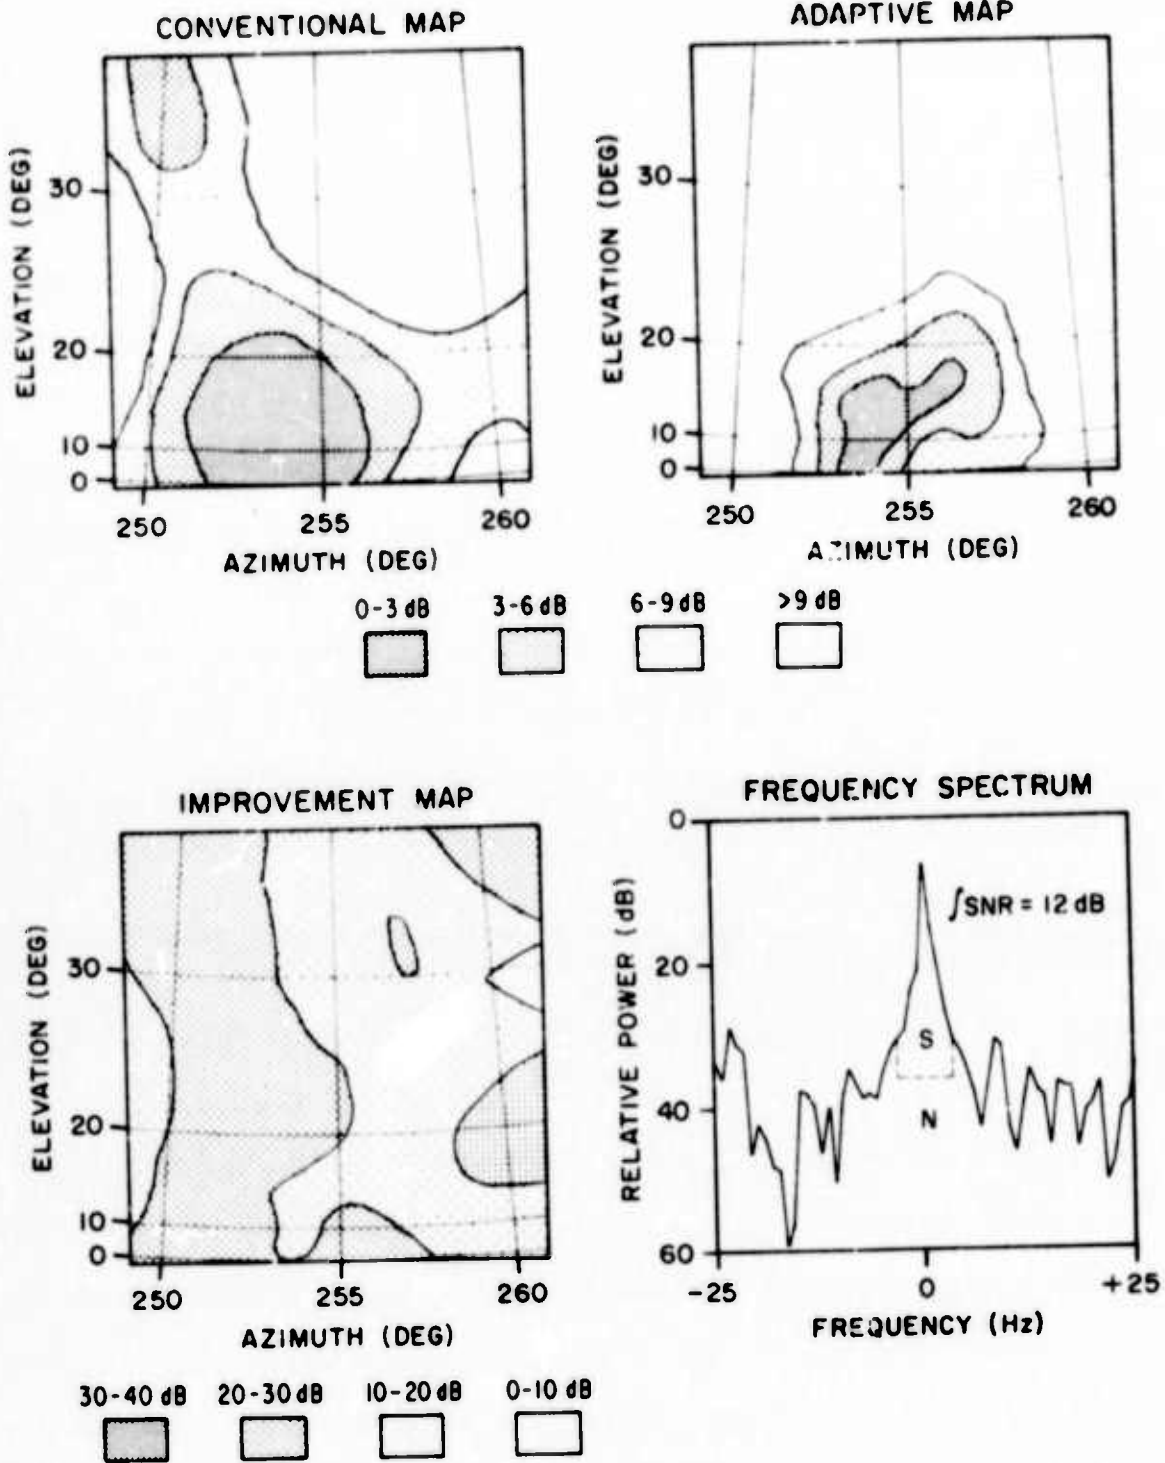 CONVENTIONAL MAP
ELEVATION (DEG)
30
20
10
0
250 255 260
AZIMUTH (DEG)
ADAPTIVE MAP
ELEVATION (DEG)
30
20
10
0
250 255 260
AZIMUTH (DEG)
0-3 dB 3-6 dB 6-9 dB >9 dB
IMPROVEMENT MAP
ELEVATION (DEG)
30
20
10
0
250 255 260
AZIMUTH (DEG)
30-40 dB 20-30 dB 10-20 dB 0-10 dB
FREQUENCY SPECTRUM
RELATIVE POWER (dB)
0
20
40
60
∫SNR = 12 dB
S
N
-25 0 +25
FREQUENCY (Hz)